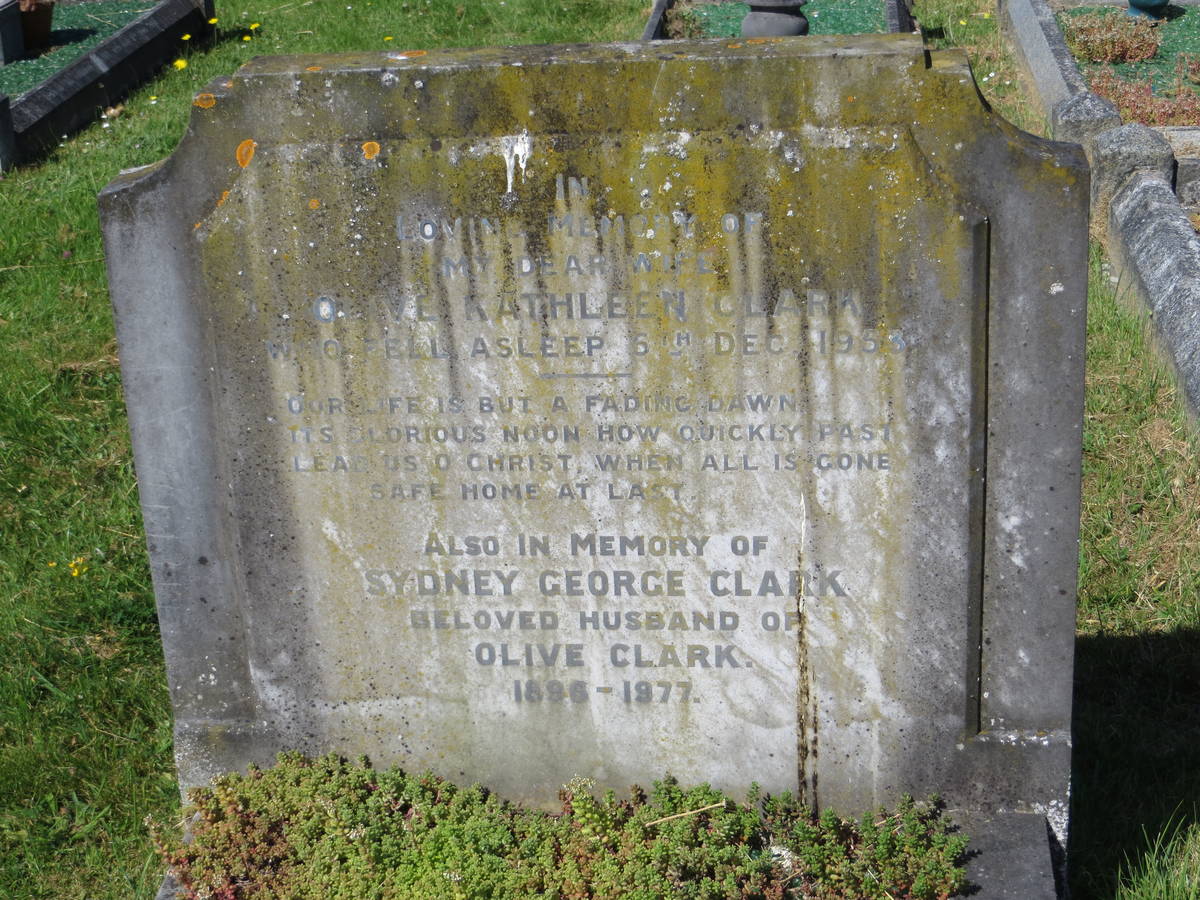 IN
LOVING MEMORY OF
MY DEAR WIFE
OLIVE KATHLEEN CLARK
WHO FELL ASLEEP 6TH DEC
OUR LIFE IS BUT A FADING DAWN
ITS GLORIOUS NOON HOW QUICKLY PAST
LEAD US O CHRIST, WHEN ALL IS GONE
SAFE HOME AT LAST.
ALSO IN MEMORY OF
SYDNEY GEORGE CLARK
BELOVED HUSBAND OF
OLIVE CLARK.
1896-1977.